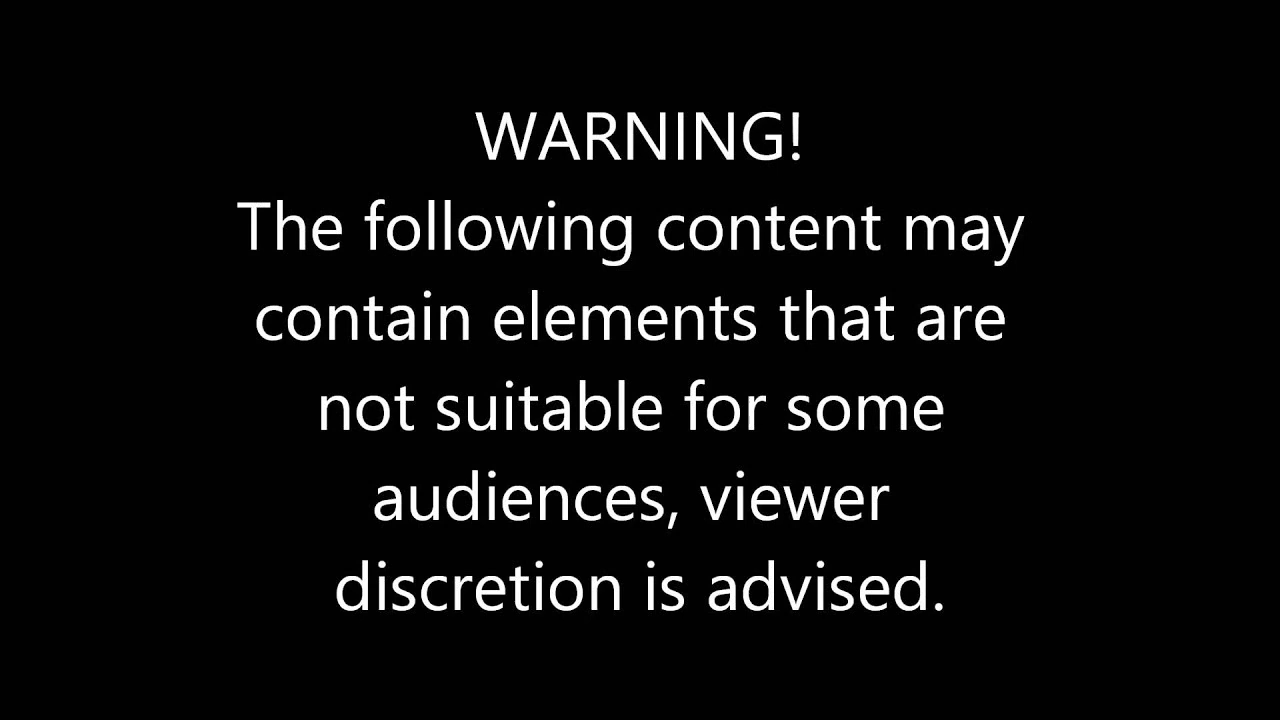 WARNING!
The following content may
contain elements that are
not suitable for some
audiences, viewer
discretion is advised.